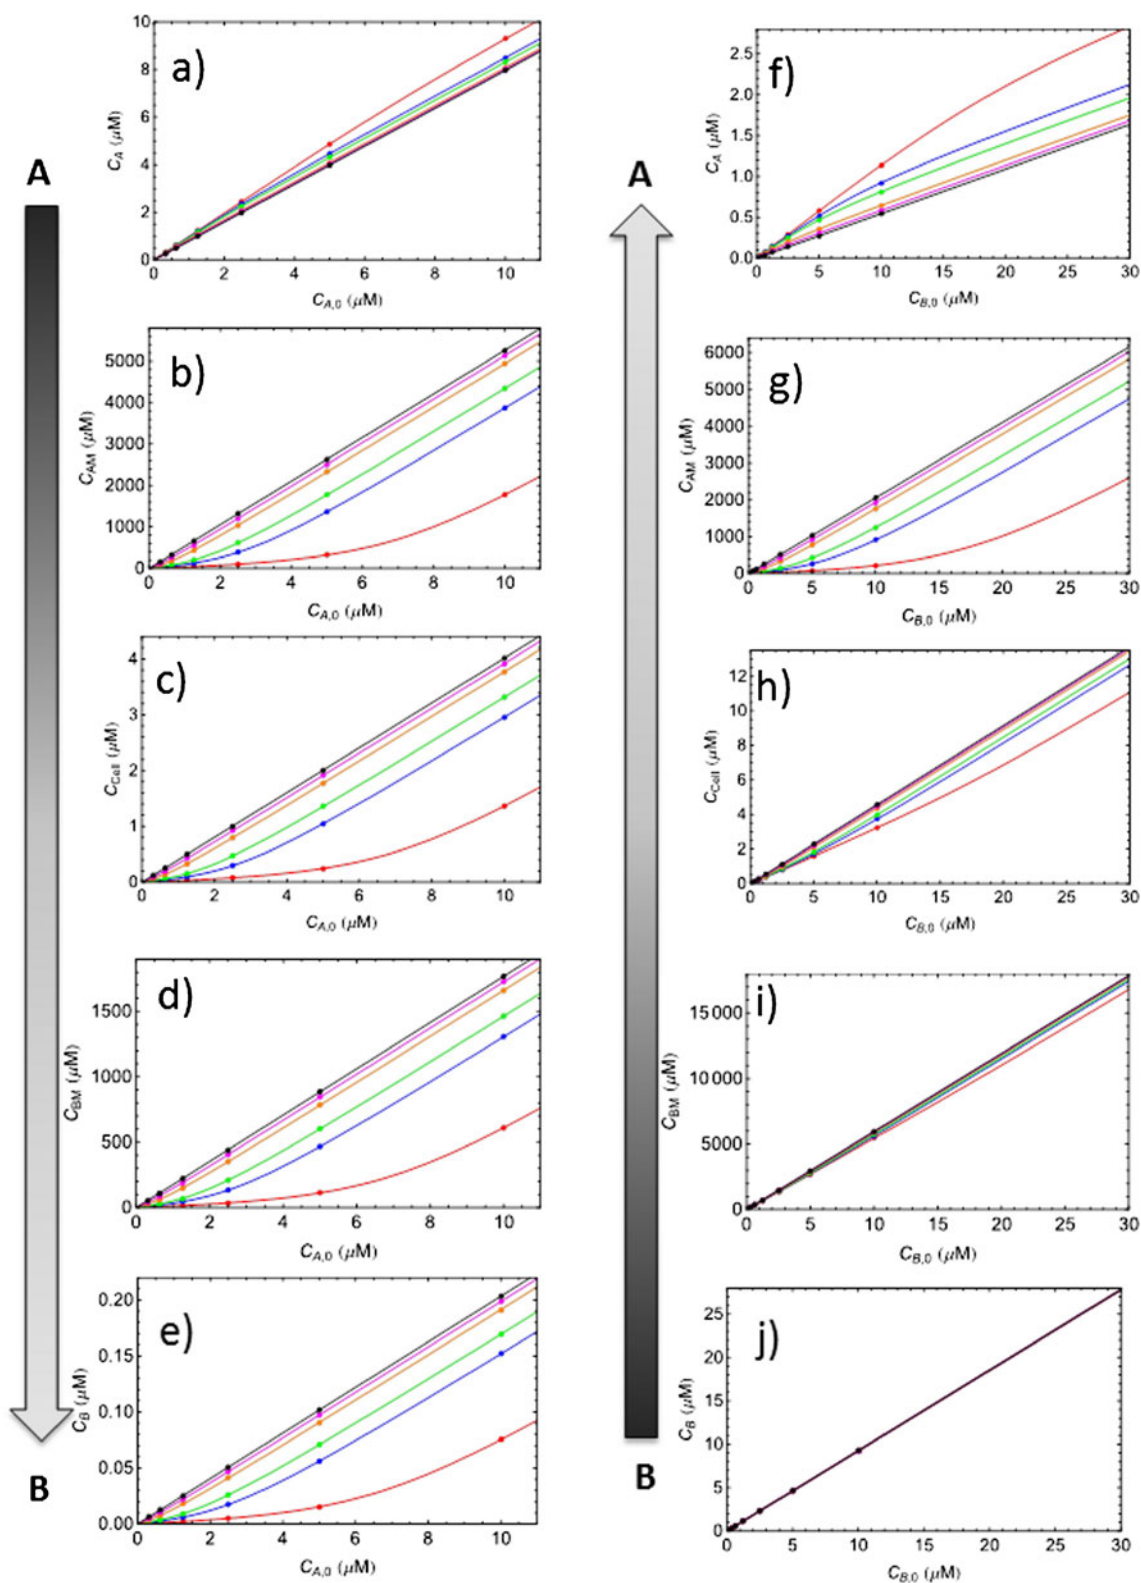 a)
10
8
6
4
2
0
C_A (μM)
0 2 4 6 8 10
C_A,0 (μM)
A
b)
5000
4000
3000
2000
1000
0
C_AM (μM)
0 2 4 6 8 10
C_A,0 (μM)
c)
4
3
2
1
0
C_Cell (μM)
0 2 4 6 8 10
C_A,0 (μM)
d)
1500
1000
500
0
C_BM (μM)
0 2 4 6 8 10
C_A,0 (μM)
e)
0.20
0.15
0.10
0.05
0.00
C_B (μM)
0 2 4 6 8 10
C_A,0 (μM)
B
f)
2.5
2.0
1.5
1.0
0.5
0.0
C_A (μM)
0 5 10 15 20 25 30
C_B,0 (μM)
A
g)
6000
5000
4000
3000
2000
1000
0
C_AM (μM)
0 5 10 15 20 25 30
C_B,0 (μM)
h)
12
10
8
6
4
2
0
C_Cell (μM)
0 5 10 15 20 25 30
C_B,0 (μM)
i)
15 000
10 000
5000
0
C_BM (μM)
0 5 10 15 20 25 30
C_B,0 (μM)
j)
25
20
15
10
5
0
C_B (μM)
0 5 10 15 20 25 30
C_B,0 (μM)
B